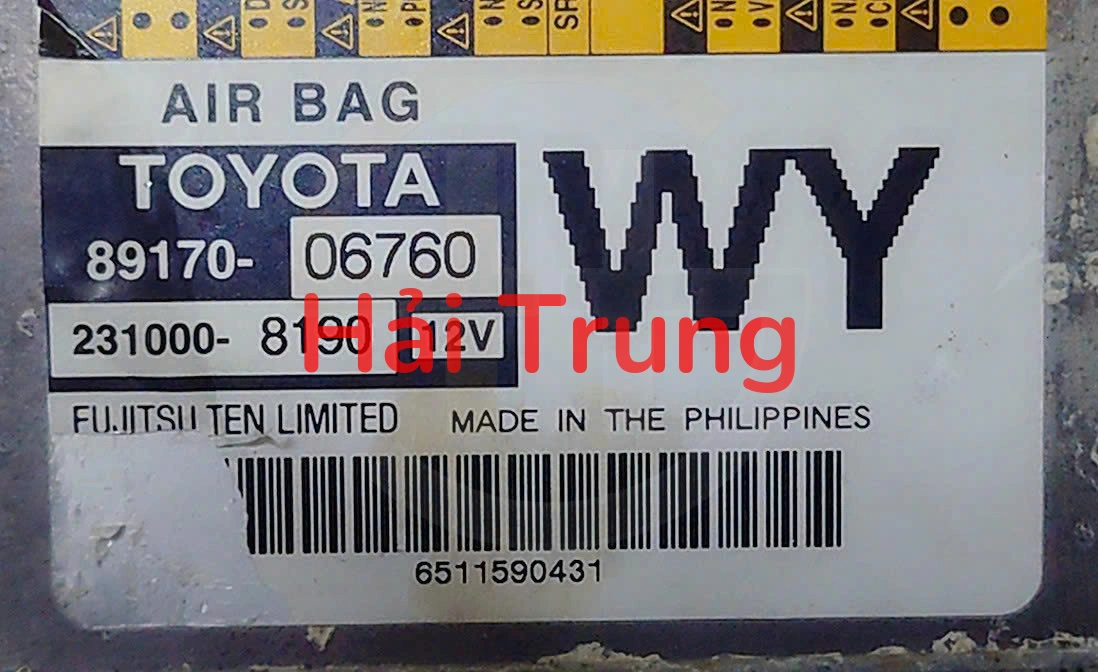 AIR BAG
TOYOTA
89170- 06760
WY
231000- 8190 12V
Hải Trung
FUJITSU TEN LIMITED MADE IN THE PHILIPPINES
6511590431